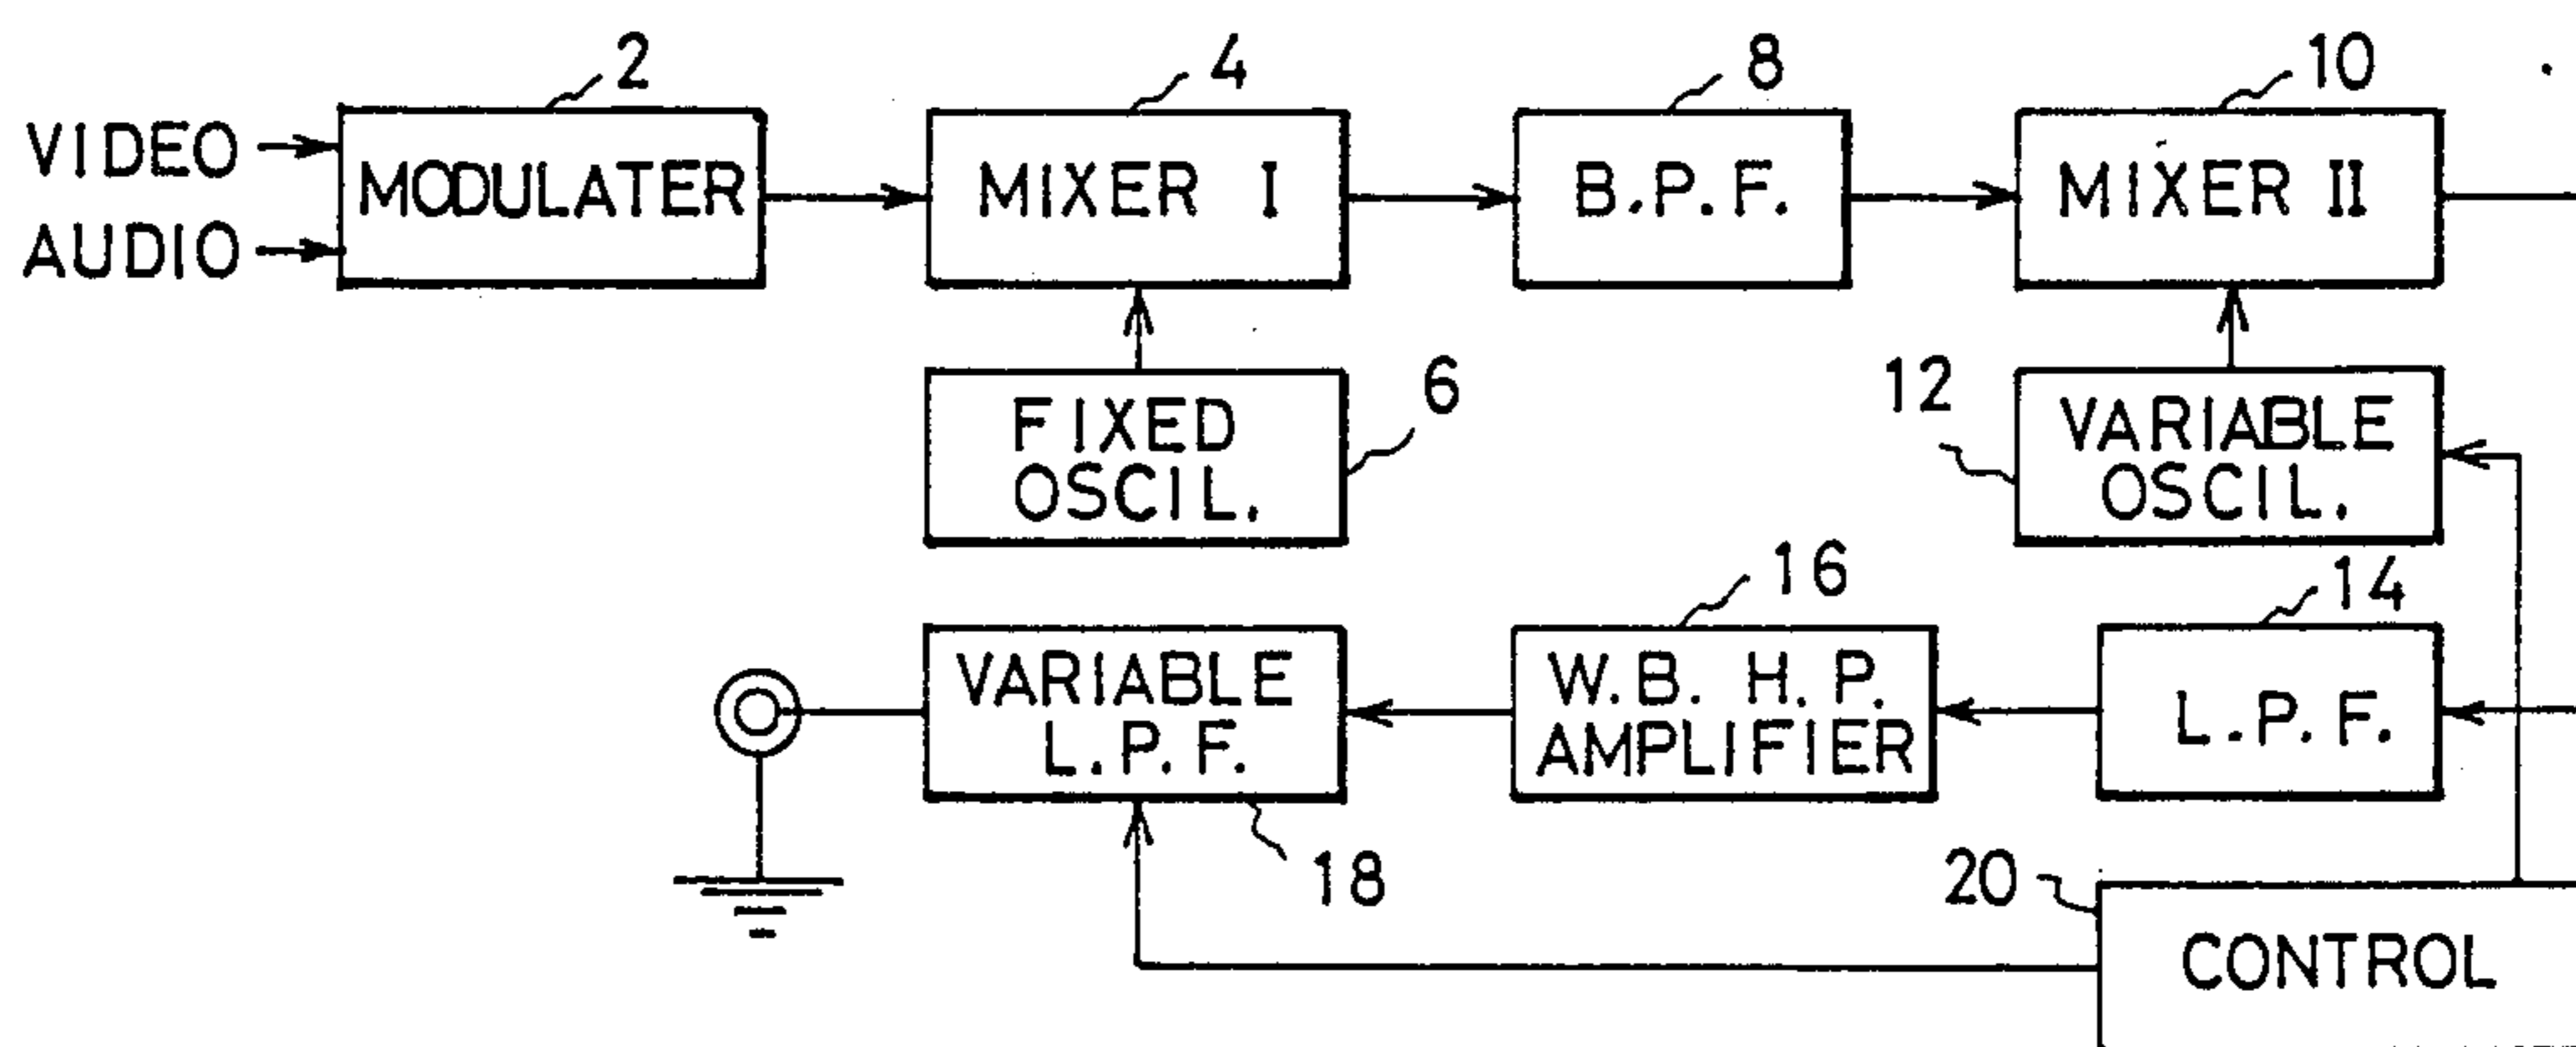 2
4
8
10
VIDEO
AUDIO
MODULATER
MIXER I
B.P.F.
MIXER II
6
12
FIXED
OSCIL.
VARIABLE
OSCIL.
16
14
VARIABLE
L.P.F.
W.B. H.P.
AMPLIFIER
L.P.F.
18
20
CONTROL